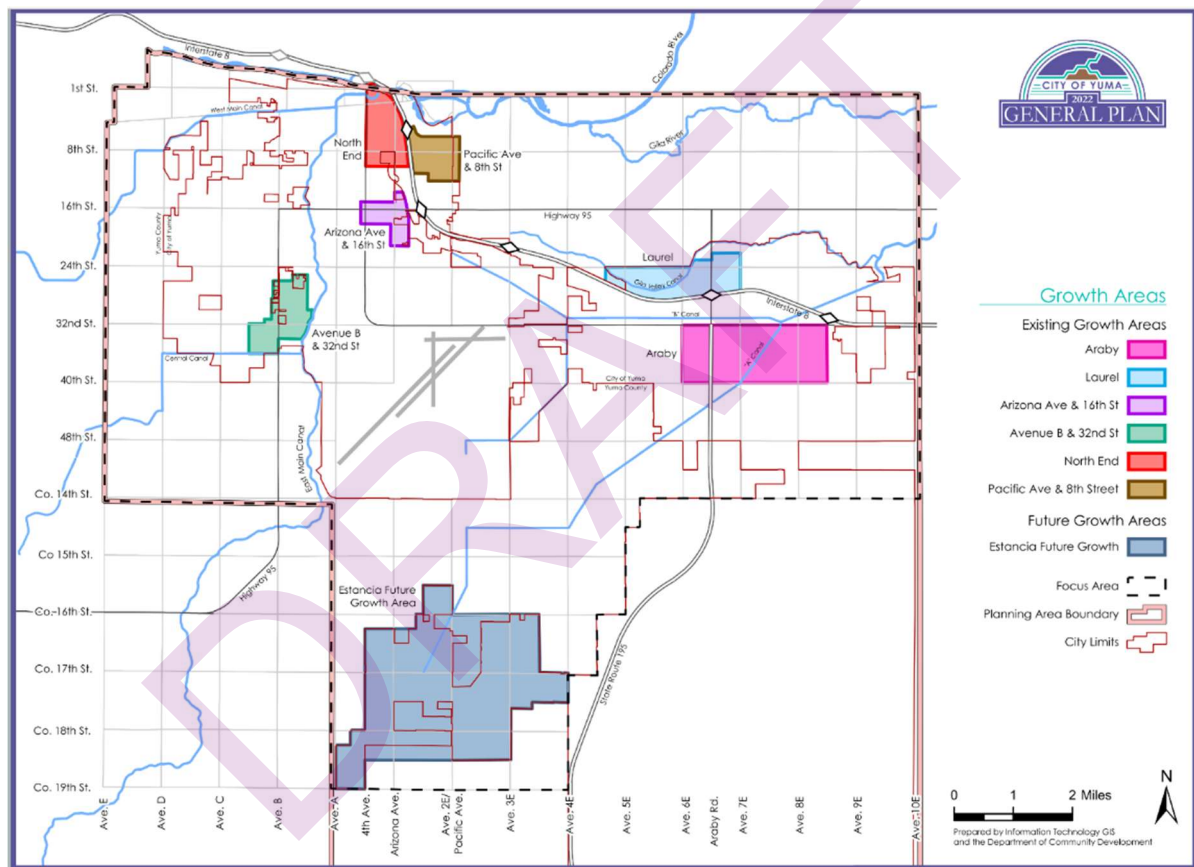 CITY OF YUMA
2022
GENERAL PLAN
Interstate 8
Colorado River
1st St.
West Main Canal
8th St.
North
End
Pacific Ave
& 8th St
Gila River
16th St.
Highway 95
Yuma County
City of Yuma
Arizona Ave
& 16th St
24th St.
Laurel
Gila Valley Canal
Interstate 8
"B" Canal
32nd St.
Avenue B
& 32nd St
Central Canal
Araby
"A" Canal
40th St.
City of Yuma
Yuma County
48th St.
East Main Canal
Co. 14th St.
Co 15th St.
Highway 95
Estancia Future
Growth Area
Co. 16th St.
Co. 17th St.
State Route 195
Co. 18th St.
Co. 19th St.
Ave. E
Ave. D
Ave. C
Ave. B
Ave. A
4th Ave.
Arizona Ave.
Ave. 2E/
Pacific Ave.
Ave. 3E
Ave. 4E
Ave. 5E
Ave. 6E
Araby Rd.
Ave. 7E
Ave. 8E
Ave. 9E
Ave. 10E
Growth Areas
Existing Growth Areas
Araby
Laurel
Arizona Ave & 16th St
Avenue B & 32nd St
North End
Pacific Ave & 8th Street
Future Growth Areas
Estancia Future Growth
Focus Area
Planning Area Boundary
City Limits
N
0 1 2 Miles
Prepared by Information Technology GIS
and the Department of Community Development
DRAFT